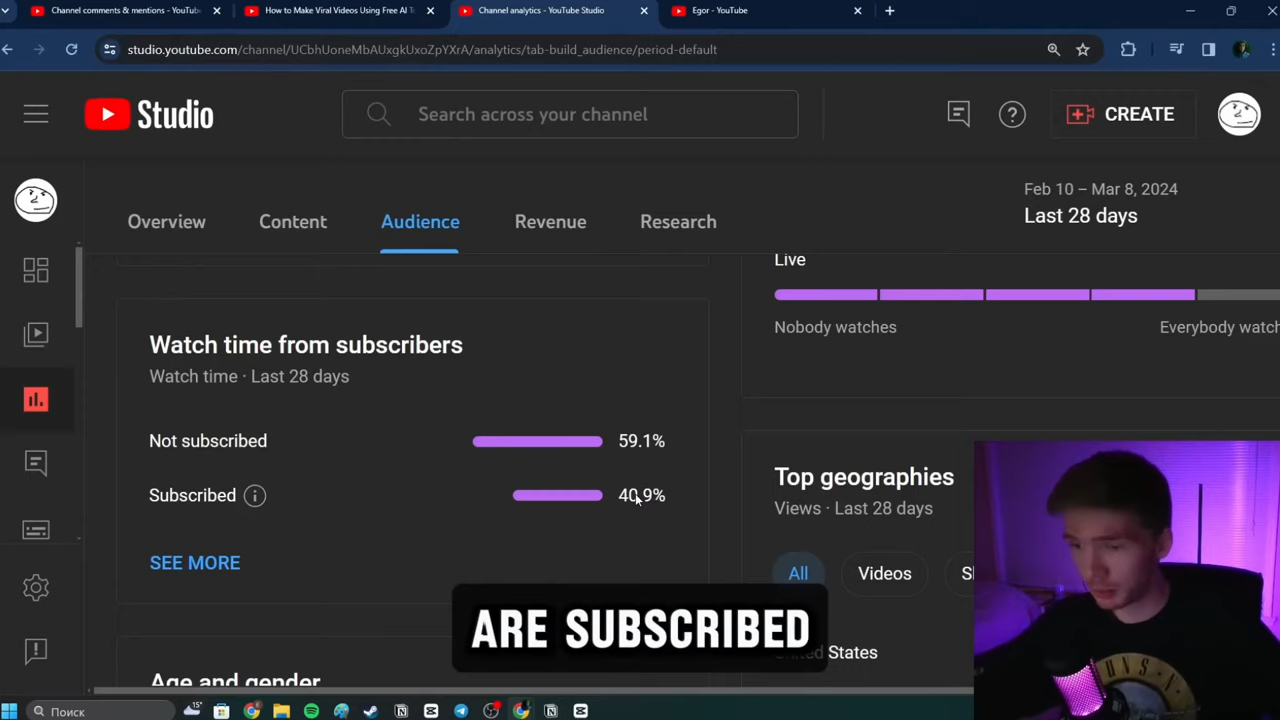 Channel comments & mentions - YouTube
How to Make Viral Videos Using Free AI T
Channel analytics - YouTube Studio
Egor - YouTube
studio.youtube.com/channel/UCbhUoneMbAUxgkUxoZpYXrA/analytics/tab-build_audience/period-default
Studio
Search across your channel
CREATE
Feb 10 – Mar 8, 2024
Last 28 days
Overview
Content
Audience
Revenue
Research
Live
Nobody watches
Everybody watch
Watch time from subscribers
Watch time · Last 28 days
Not subscribed
59.1%
Subscribed
40.9%
SEE MORE
Top geographies
Views · Last 28 days
All
Videos
ARE SUBSCRIBED
States
Age and gender
Поиск
15°